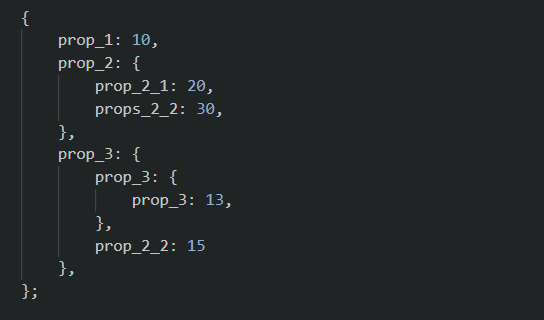 {
    prop_1: 10,
    prop_2: {
        prop_2_1: 20,
        props_2_2: 30,
    },
    prop_3: {
        prop_3: {
            prop_3: 13,
        },
        prop_2_2: 15
    },
};